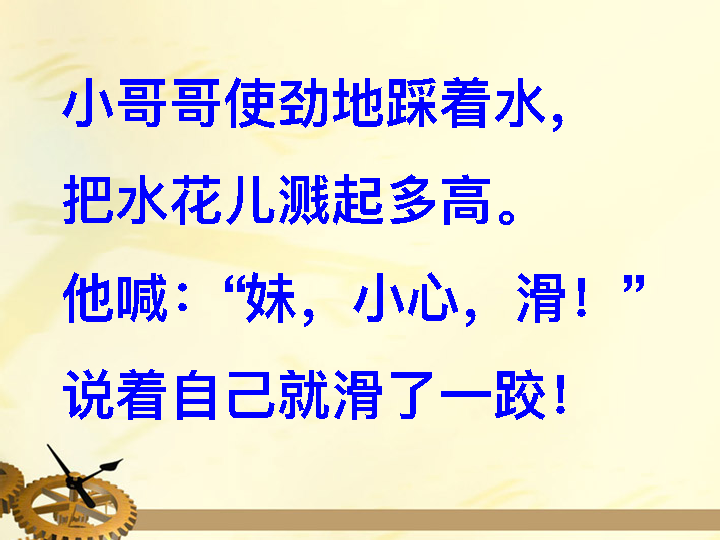 小哥哥使劲地踩着水，
把水花儿溅起多高。
他喊：“妹，小心，滑！”
说着自己就滑了一跤！